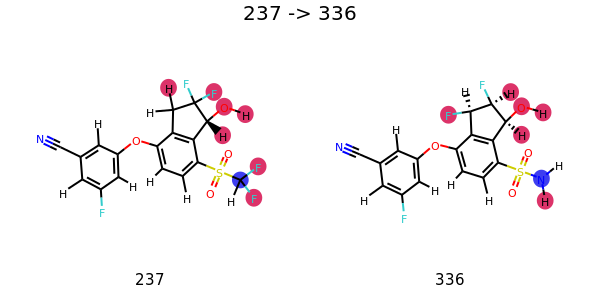 237 -> 336
H F F H
N H O H O H H
O F F
H H H S O H
F H
H H F H
N H O H O H H
O H
H H H S N O H
F H
237 336